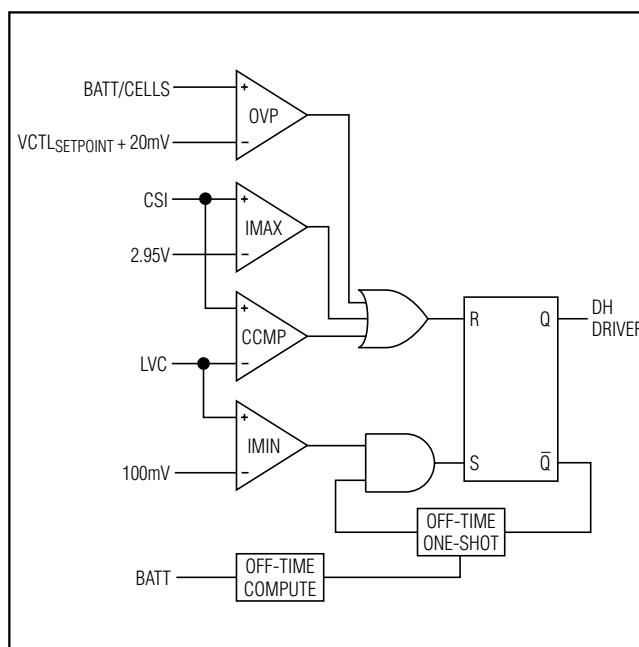 BATT/CELLS
+
OVP
VCTLSETPOINT + 20mV
−
CSI
+
IMAX
2.95V
−
+
CCMP
LVC
−
+
IMIN
100mV
−
R
Q
DH
DRIVER
S
Q̅
OFF-TIME
ONE-SHOT
BATT
OFF-TIME
COMPUTE